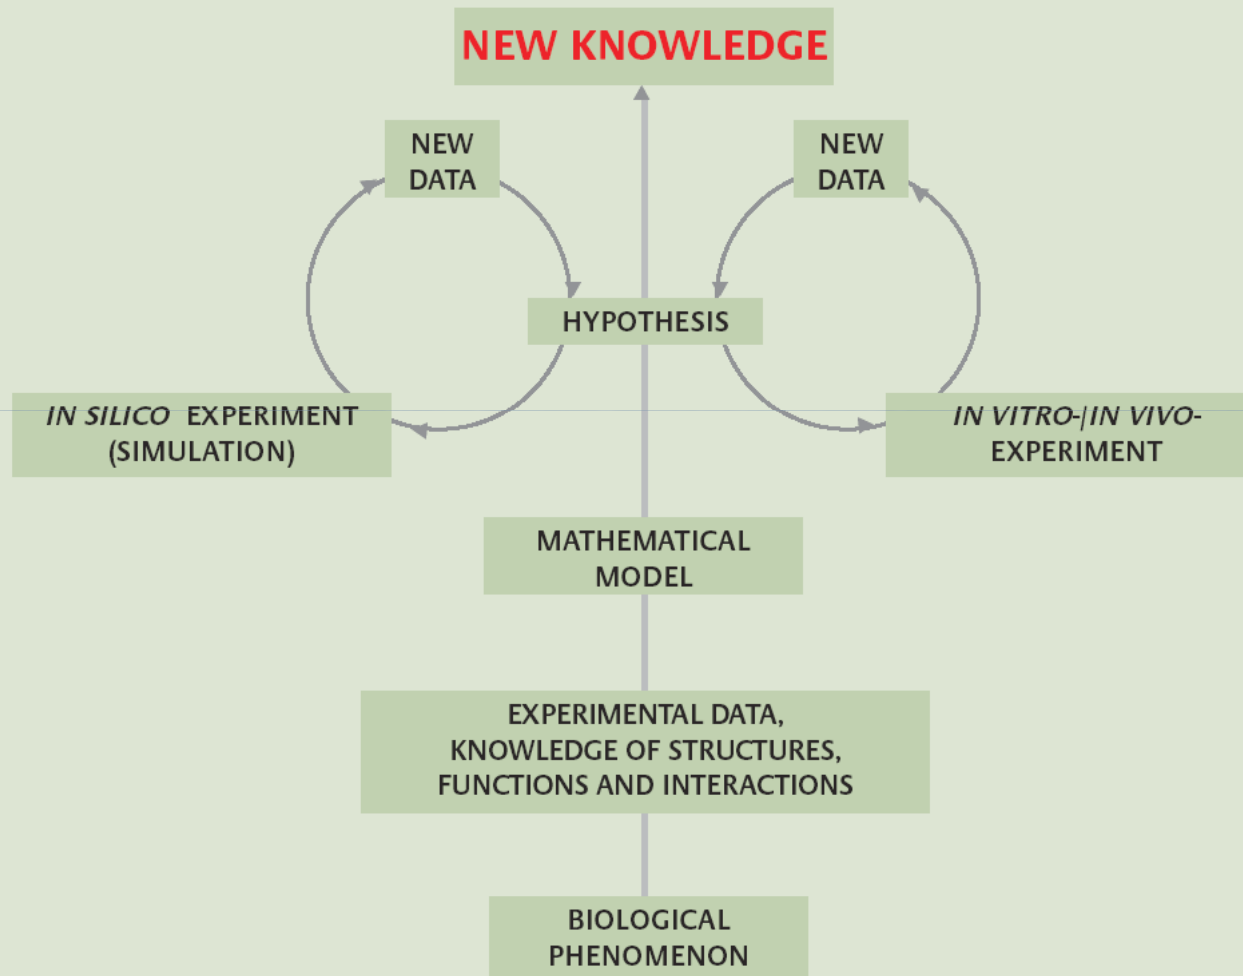 NEW KNOWLEDGE
NEW
DATA
NEW
DATA
HYPOTHESIS
IN SILICO EXPERIMENT
(SIMULATION)
IN VITRO-|IN VIVO-
EXPERIMENT
MATHEMATICAL
MODEL
EXPERIMENTAL DATA,
KNOWLEDGE OF STRUCTURES,
FUNCTIONS AND INTERACTIONS
BIOLOGICAL
PHENOMENON